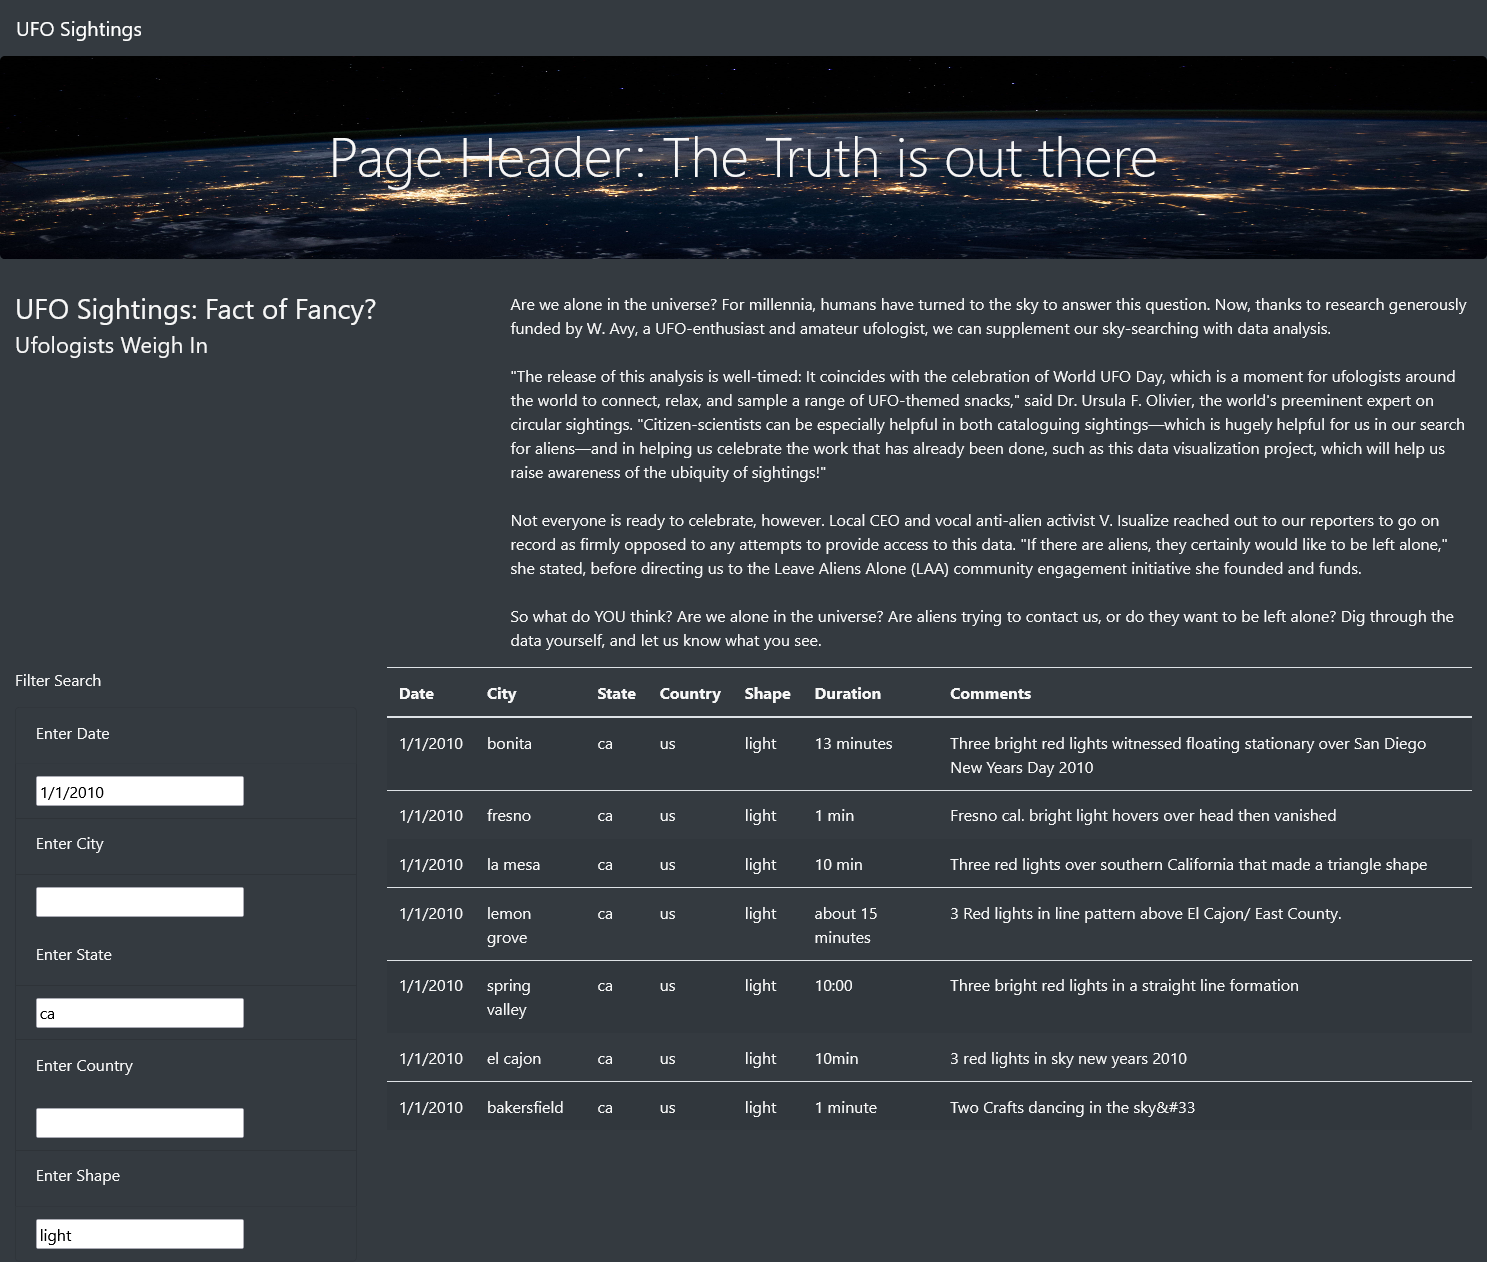 UFO Sightings
Page Header: The Truth is out there
UFO Sightings: Fact of Fancy?
Ufologists Weigh In
Are we alone in the universe? For millennia, humans have turned to the sky to answer this question. Now, thanks to research generously
funded by W. Avy, a UFO-enthusiast and amateur ufologist, we can supplement our sky-searching with data analysis.
"The release of this analysis is well-timed: It coincides with the celebration of World UFO Day, which is a moment for ufologists around
the world to connect, relax, and sample a range of UFO-themed snacks," said Dr. Ursula F. Olivier, the world's preeminent expert on
circular sightings. "Citizen-scientists can be especially helpful in both cataloguing sightings—which is hugely helpful for us in our search
for aliens—and in helping us celebrate the work that has already been done, such as this data visualization project, which will help us
raise awareness of the ubiquity of sightings!"
Not everyone is ready to celebrate, however. Local CEO and vocal anti-alien activist V. Isualize reached out to our reporters to go on
record as firmly opposed to any attempts to provide access to this data. "If there are aliens, they certainly would like to be left alone,"
she stated, before directing us to the Leave Aliens Alone (LAA) community engagement initiative she founded and funds.
So what do YOU think? Are we alone in the universe? Are aliens trying to contact us, or do they want to be left alone? Dig through the
data yourself, and let us know what you see.
Filter Search
Enter Date
1/1/2010
Enter City
Enter State
ca
Enter Country
Enter Shape
light
Date City State Country Shape Duration Comments
1/1/2010 bonita ca us light 13 minutes Three bright red lights witnessed floating stationary over San Diego
New Years Day 2010
1/1/2010 fresno ca us light 1 min Fresno cal. bright light hovers over head then vanished
1/1/2010 la mesa ca us light 10 min Three red lights over southern California that made a triangle shape
1/1/2010 lemon ca us light about 15 3 Red lights in line pattern above El Cajon/ East County.
grove minutes
1/1/2010 spring ca us light 10:00 Three bright red lights in a straight line formation
valley
1/1/2010 el cajon ca us light 10min 3 red lights in sky new years 2010
1/1/2010 bakersfield ca us light 1 minute Two Crafts dancing in the sky&#33